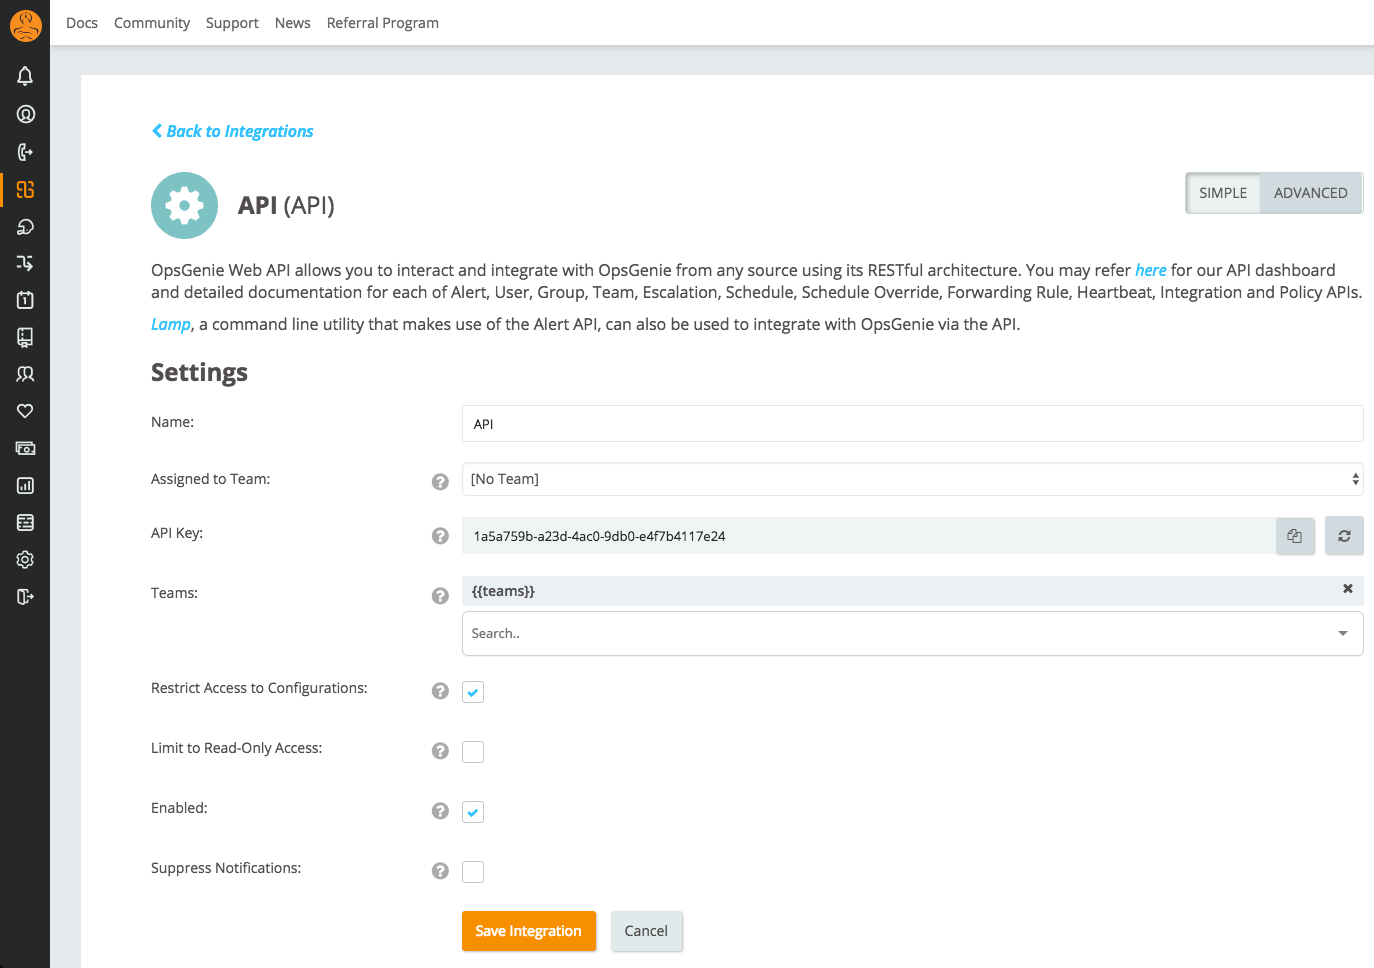 Docs Community Support News Referral Program
Back to Integrations
API (API)
SIMPLE ADVANCED
OpsGenie Web API allows you to interact and integrate with OpsGenie from any source using its RESTful architecture. You may refer here for our API dashboard
and detailed documentation for each of Alert, User, Group, Team, Escalation, Schedule, Schedule Override, Forwarding Rule, Heartbeat, Integration and Policy APIs.
Lamp, a command line utility that makes use of the Alert API, can also be used to integrate with OpsGenie via the API.
Settings
Name: API
Assigned to Team: [No Team]
API Key: 1a5a759b-a23d-4ac0-9db0-e4f7b4117e24
Teams: {{teams}}
Search..
Restrict Access to Configurations:
Limit to Read-Only Access:
Enabled:
Suppress Notifications:
Save Integration Cancel